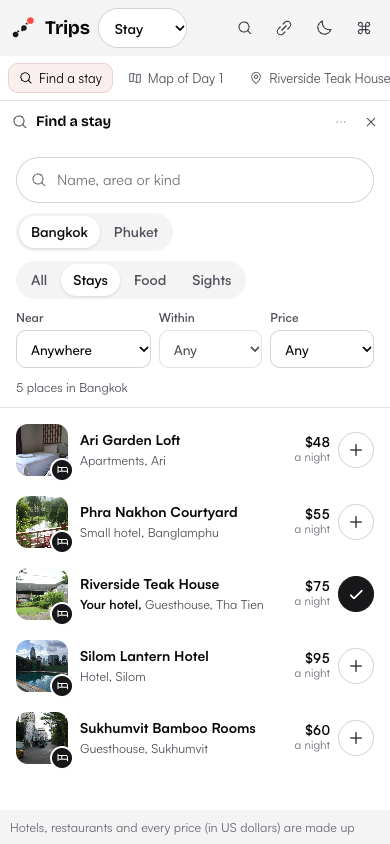 Trips
Stay
Find a stay
Map of Day 1
Riverside Teak House
Find a stay
Name, area or kind
Bangkok
Phuket
All
Stays
Food
Sights
Near
Within
Price
Anywhere
Any
Any
5 places in Bangkok
Ari Garden Loft
$48
Apartments, Ari
a night
Phra Nakhon Courtyard
$55
Small hotel, Banglamphu
a night
Riverside Teak House
$75
Your hotel, Guesthouse, Tha Tien
a night
Silom Lantern Hotel
$95
Hotel, Silom
a night
Sukhumvit Bamboo Rooms
$60
Guesthouse, Sukhumvit
a night
Hotels, restaurants and every price (in US dollars) are made up